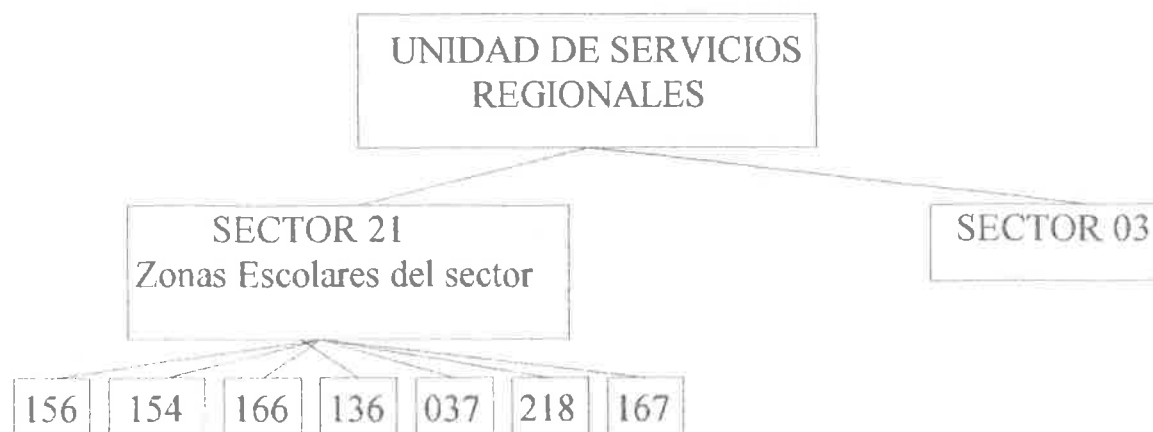 UNIDAD DE SERVICIOS
REGIONALES
SECTOR 21
Zonas Escolares del sector
SECTOR 03
156 154 166 136 037 218 167